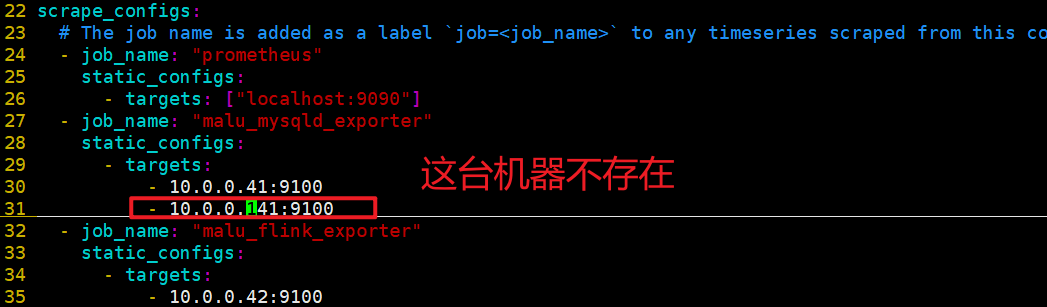 22 scrape_configs:
23   # The job name is added as a label `job=<job_name>` to any timeseries scraped from this co
24   - job_name: "prometheus"
25     static_configs:
26       - targets: ["localhost:9090"]
27   - job_name: "malu_mysqld_exporter"
28     static_configs:
29       - targets:
这台机器不存在
30           - 10.0.0.41:9100
31           - 10.0.0.141:9100
32   - job_name: "malu_flink_exporter"
33     static_configs:
34       - targets:
35           - 10.0.0.42:9100